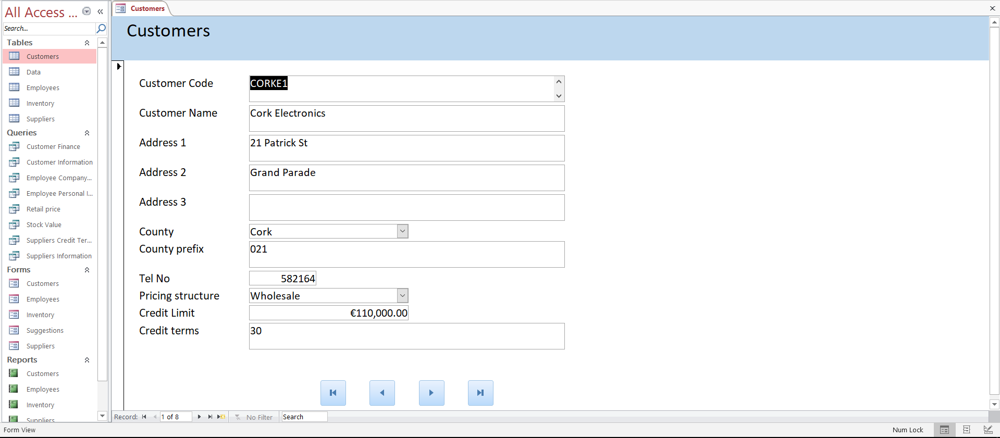 All Access ...
Search...
Tables
Customers
Data
Employees
Inventory
Suppliers
Queries
Customer Finance
Customer Information
Employee Company...
Employee Personal I...
Retail price
Stock Value
Suppliers Credit Ter...
Suppliers Information
Forms
Customers
Employees
Inventory
Suggestions
Suppliers
Reports
Customers
Employees
Inventory
Suppliers
Customers
Customers
Customer Code CORKE1
Customer Name Cork Electronics
Address 1 21 Patrick St
Address 2 Grand Parade
Address 3
County Cork
County prefix 021
Tel No 582164
Pricing structure Wholesale
Credit Limit €110,000.00
Credit terms 30
Record: 1 of 8 No Filter Search
Form View Num Lock